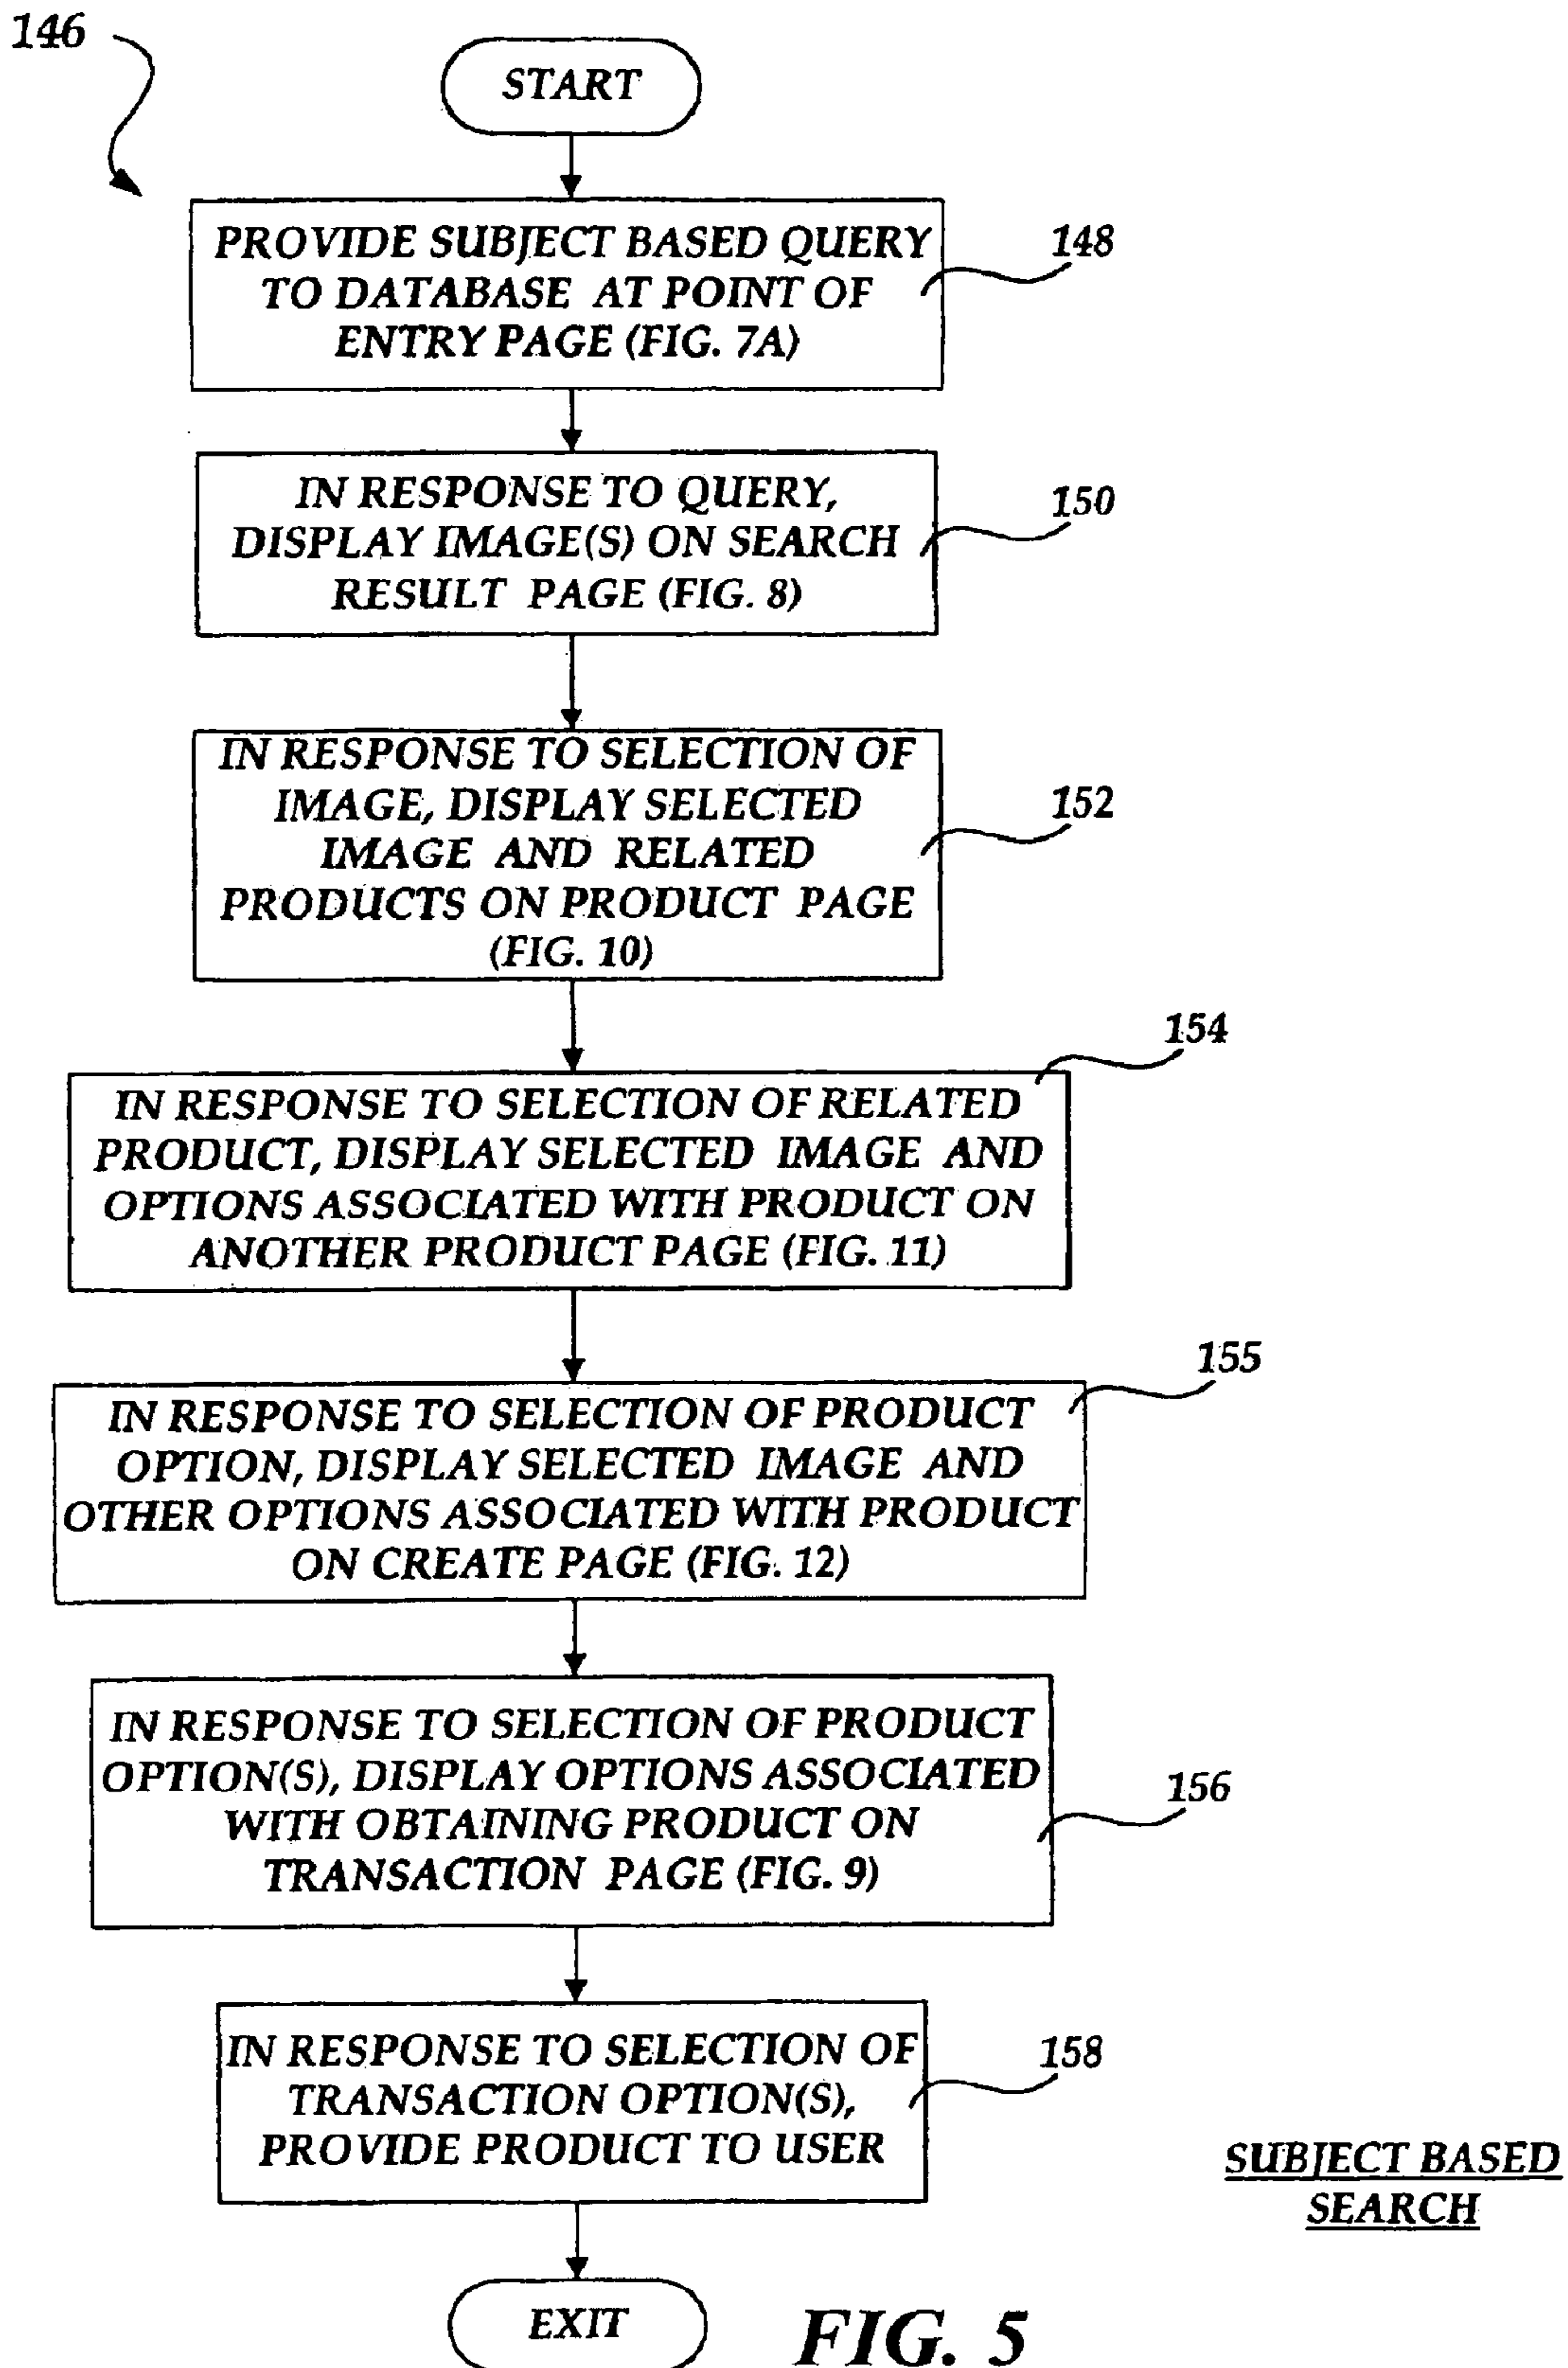 146
START
PROVIDE SUBJECT BASED QUERY
TO DATABASE AT POINT OF
ENTRY PAGE (FIG. 7A)
148
IN RESPONSE TO QUERY,
DISPLAY IMAGE(S) ON SEARCH
RESULT PAGE (FIG. 8)
150
IN RESPONSE TO SELECTION OF
IMAGE, DISPLAY SELECTED
IMAGE AND RELATED
PRODUCTS ON PRODUCT PAGE
(FIG. 10)
152
IN RESPONSE TO SELECTION OF RELATED
PRODUCT, DISPLAY SELECTED IMAGE AND
OPTIONS ASSOCIATED WITH PRODUCT ON
ANOTHER PRODUCT PAGE (FIG. 11)
154
IN RESPONSE TO SELECTION OF PRODUCT
OPTION, DISPLAY SELECTED IMAGE AND
OTHER OPTIONS ASSOCIATED WITH PRODUCT
ON CREATE PAGE (FIG. 12)
155
IN RESPONSE TO SELECTION OF PRODUCT
OPTION(S), DISPLAY OPTIONS ASSOCIATED
WITH OBTAINING PRODUCT ON
TRANSACTION PAGE (FIG. 9)
156
IN RESPONSE TO SELECTION OF
TRANSACTION OPTION(S),
PROVIDE PRODUCT TO USER
158
SUBJECT BASED
SEARCH
EXIT
FIG. 5